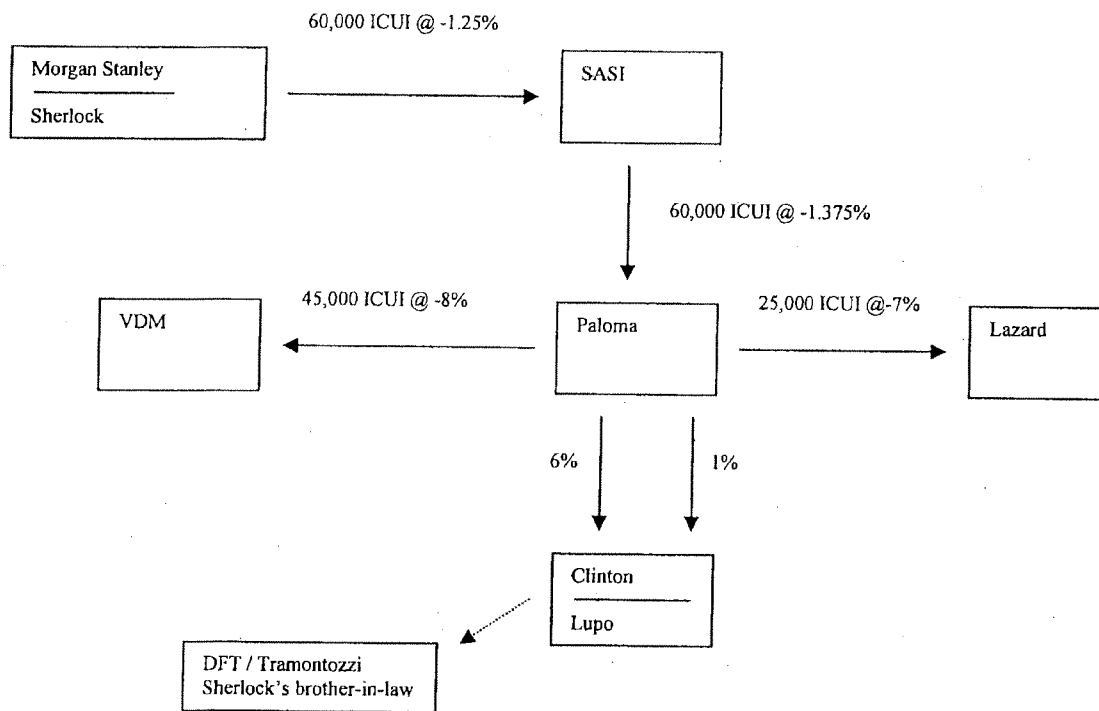 60,000 ICUI @ -1.25%
Morgan Stanley
Sherlock
SASI
60,000 ICUI @ -1.375%
45,000 ICUI @ -8%
25,000 ICUI @-7%
VDM
Paloma
Lazard
6%
1%
Clinton
Lupo
DFT / Tramontozzi
Sherlock's brother-in-law